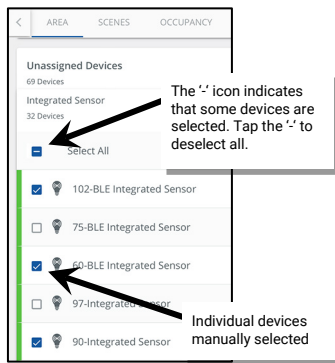 < AREA SCENES OCCUPANCY
Unassigned Devices
69 Devices
Integrated Sensor
32 Devices
Select All
102-BLE Integrated Sensor
75-BLE Integrated Sensor
60-BLE Integrated Sensor
97-Integrated Sensor
90-Integrated Sensor
The ‘-’ icon indicates
that some devices are
selected. Tap the ‘-’ to
deselect all.
Individual devices
manually selected